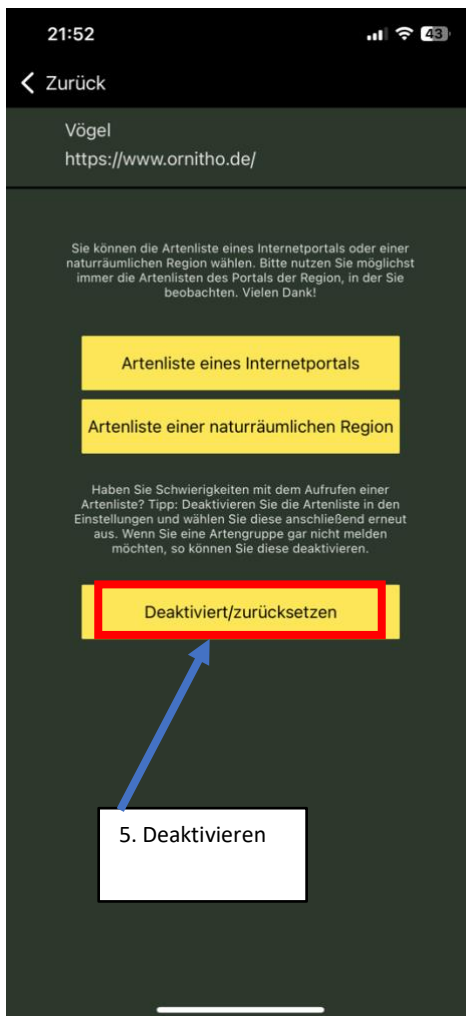 21:52
43
Zurück
Vögel
https://www.ornitho.de/
Sie können die Artenliste eines Internetportals oder einer
naturräumlichen Region wählen. Bitte nutzen Sie möglichst
immer die Artenlisten des Portals der Region, in der Sie
beobachten. Vielen Dank!
Artenliste eines Internetportals
Artenliste einer naturräumlichen Region
Haben Sie Schwierigkeiten mit dem Aufrufen einer
Artenliste? Tipp: Deaktivieren Sie die Artenliste in den
Einstellungen und wählen Sie diese anschließend erneut
aus. Wenn Sie eine Artengruppe gar nicht melden
möchten, so können Sie diese deaktivieren.
Deaktiviert/zurücksetzen
5. Deaktivieren